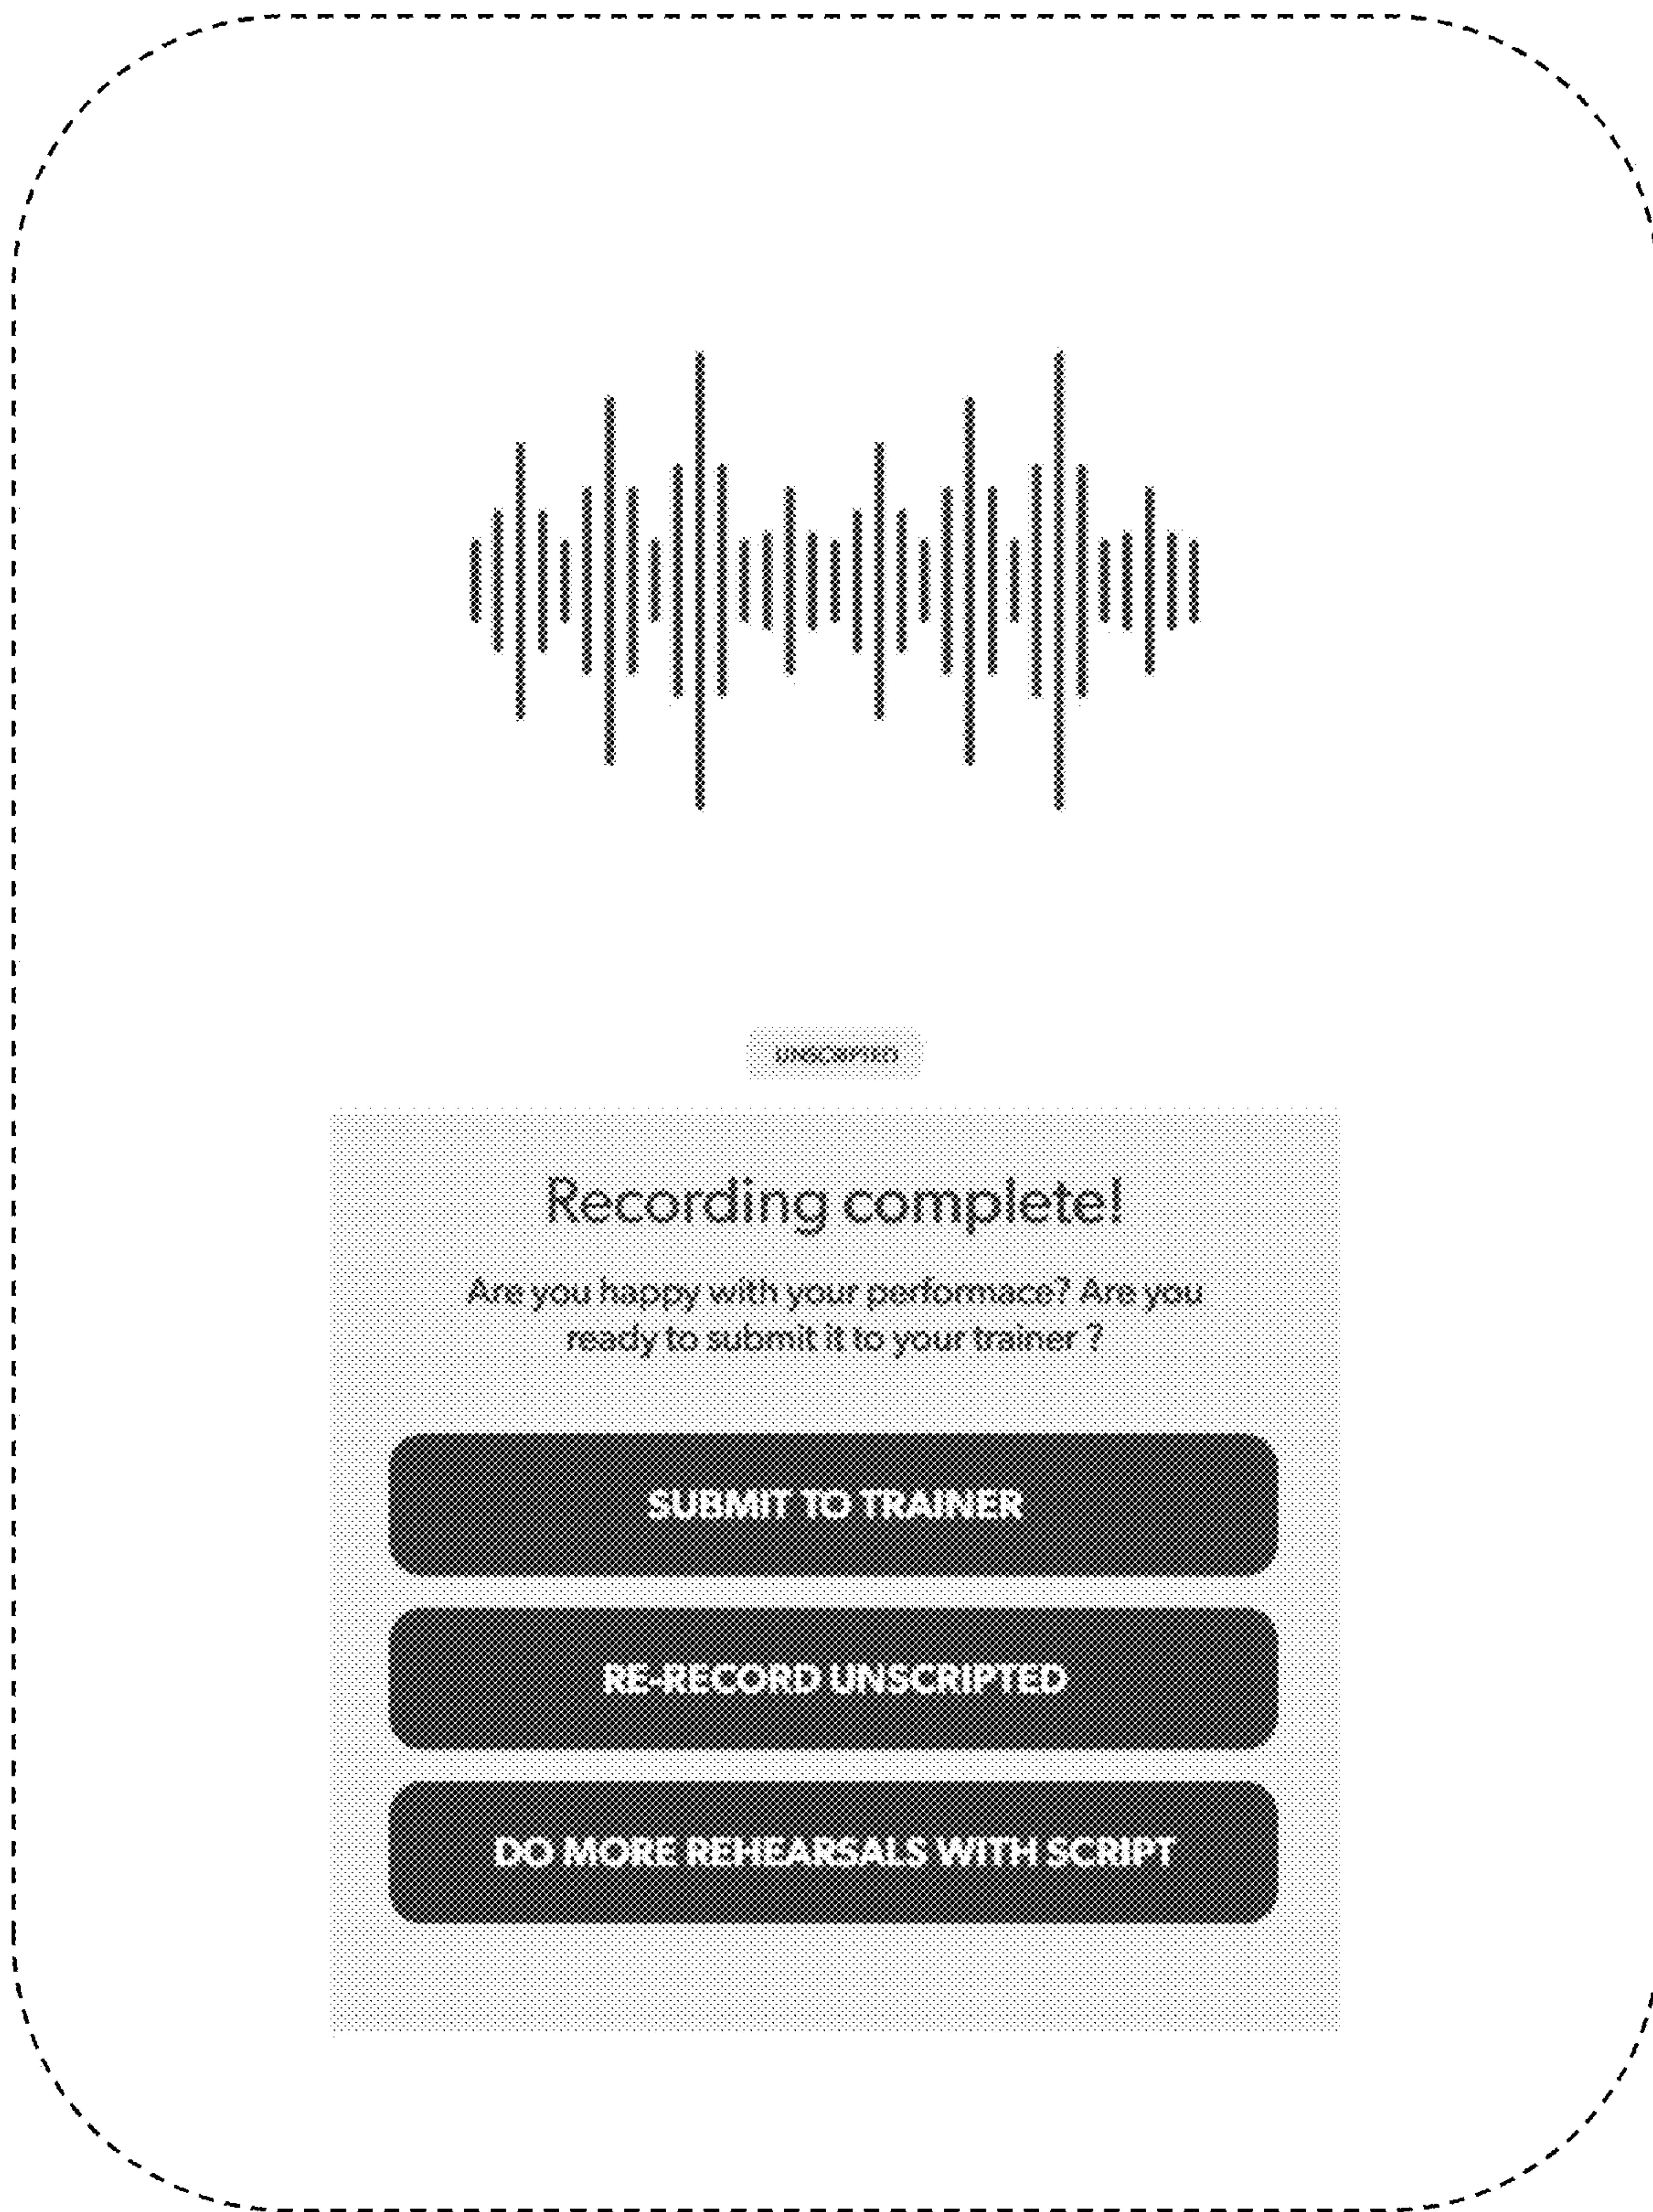 UNSCRIPTED
Recording complete!
Are you happy with your performace? Are you
ready to submit it to your trainer ?
SUBMIT TO TRAINER
RE-RECORD UNSCRIPTED
DO MORE REHEARSALS WITH SCRIPT